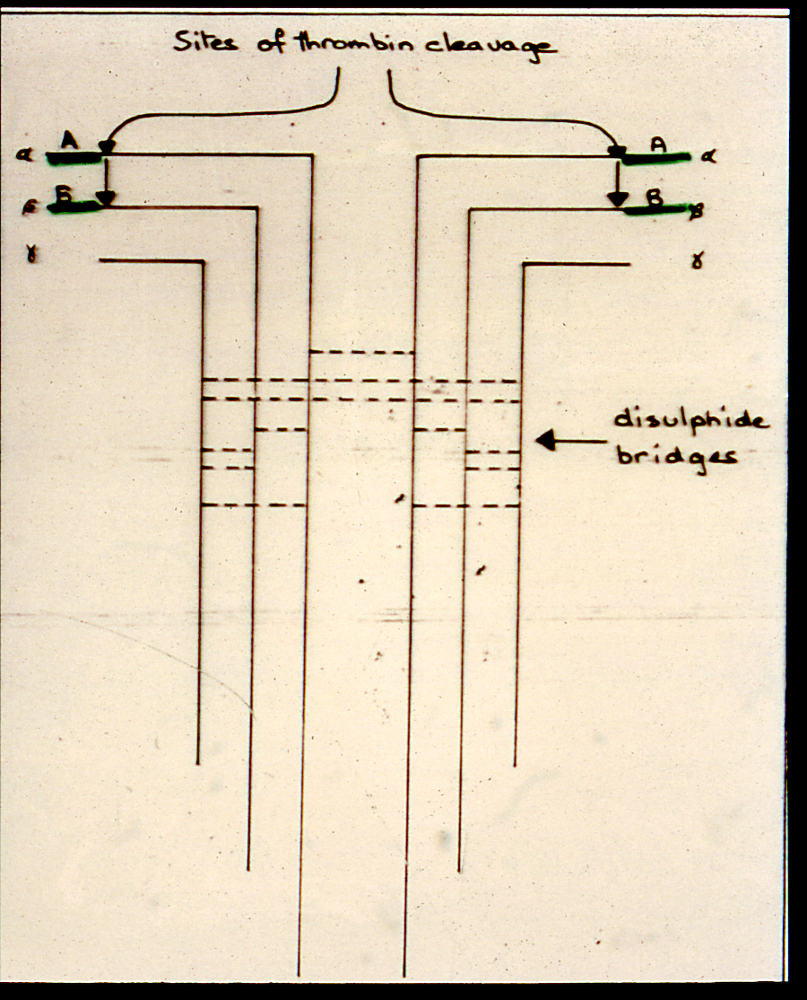 Sites of thrombin cleavage
α A A α
β B B β
γ γ
disulphide
bridges